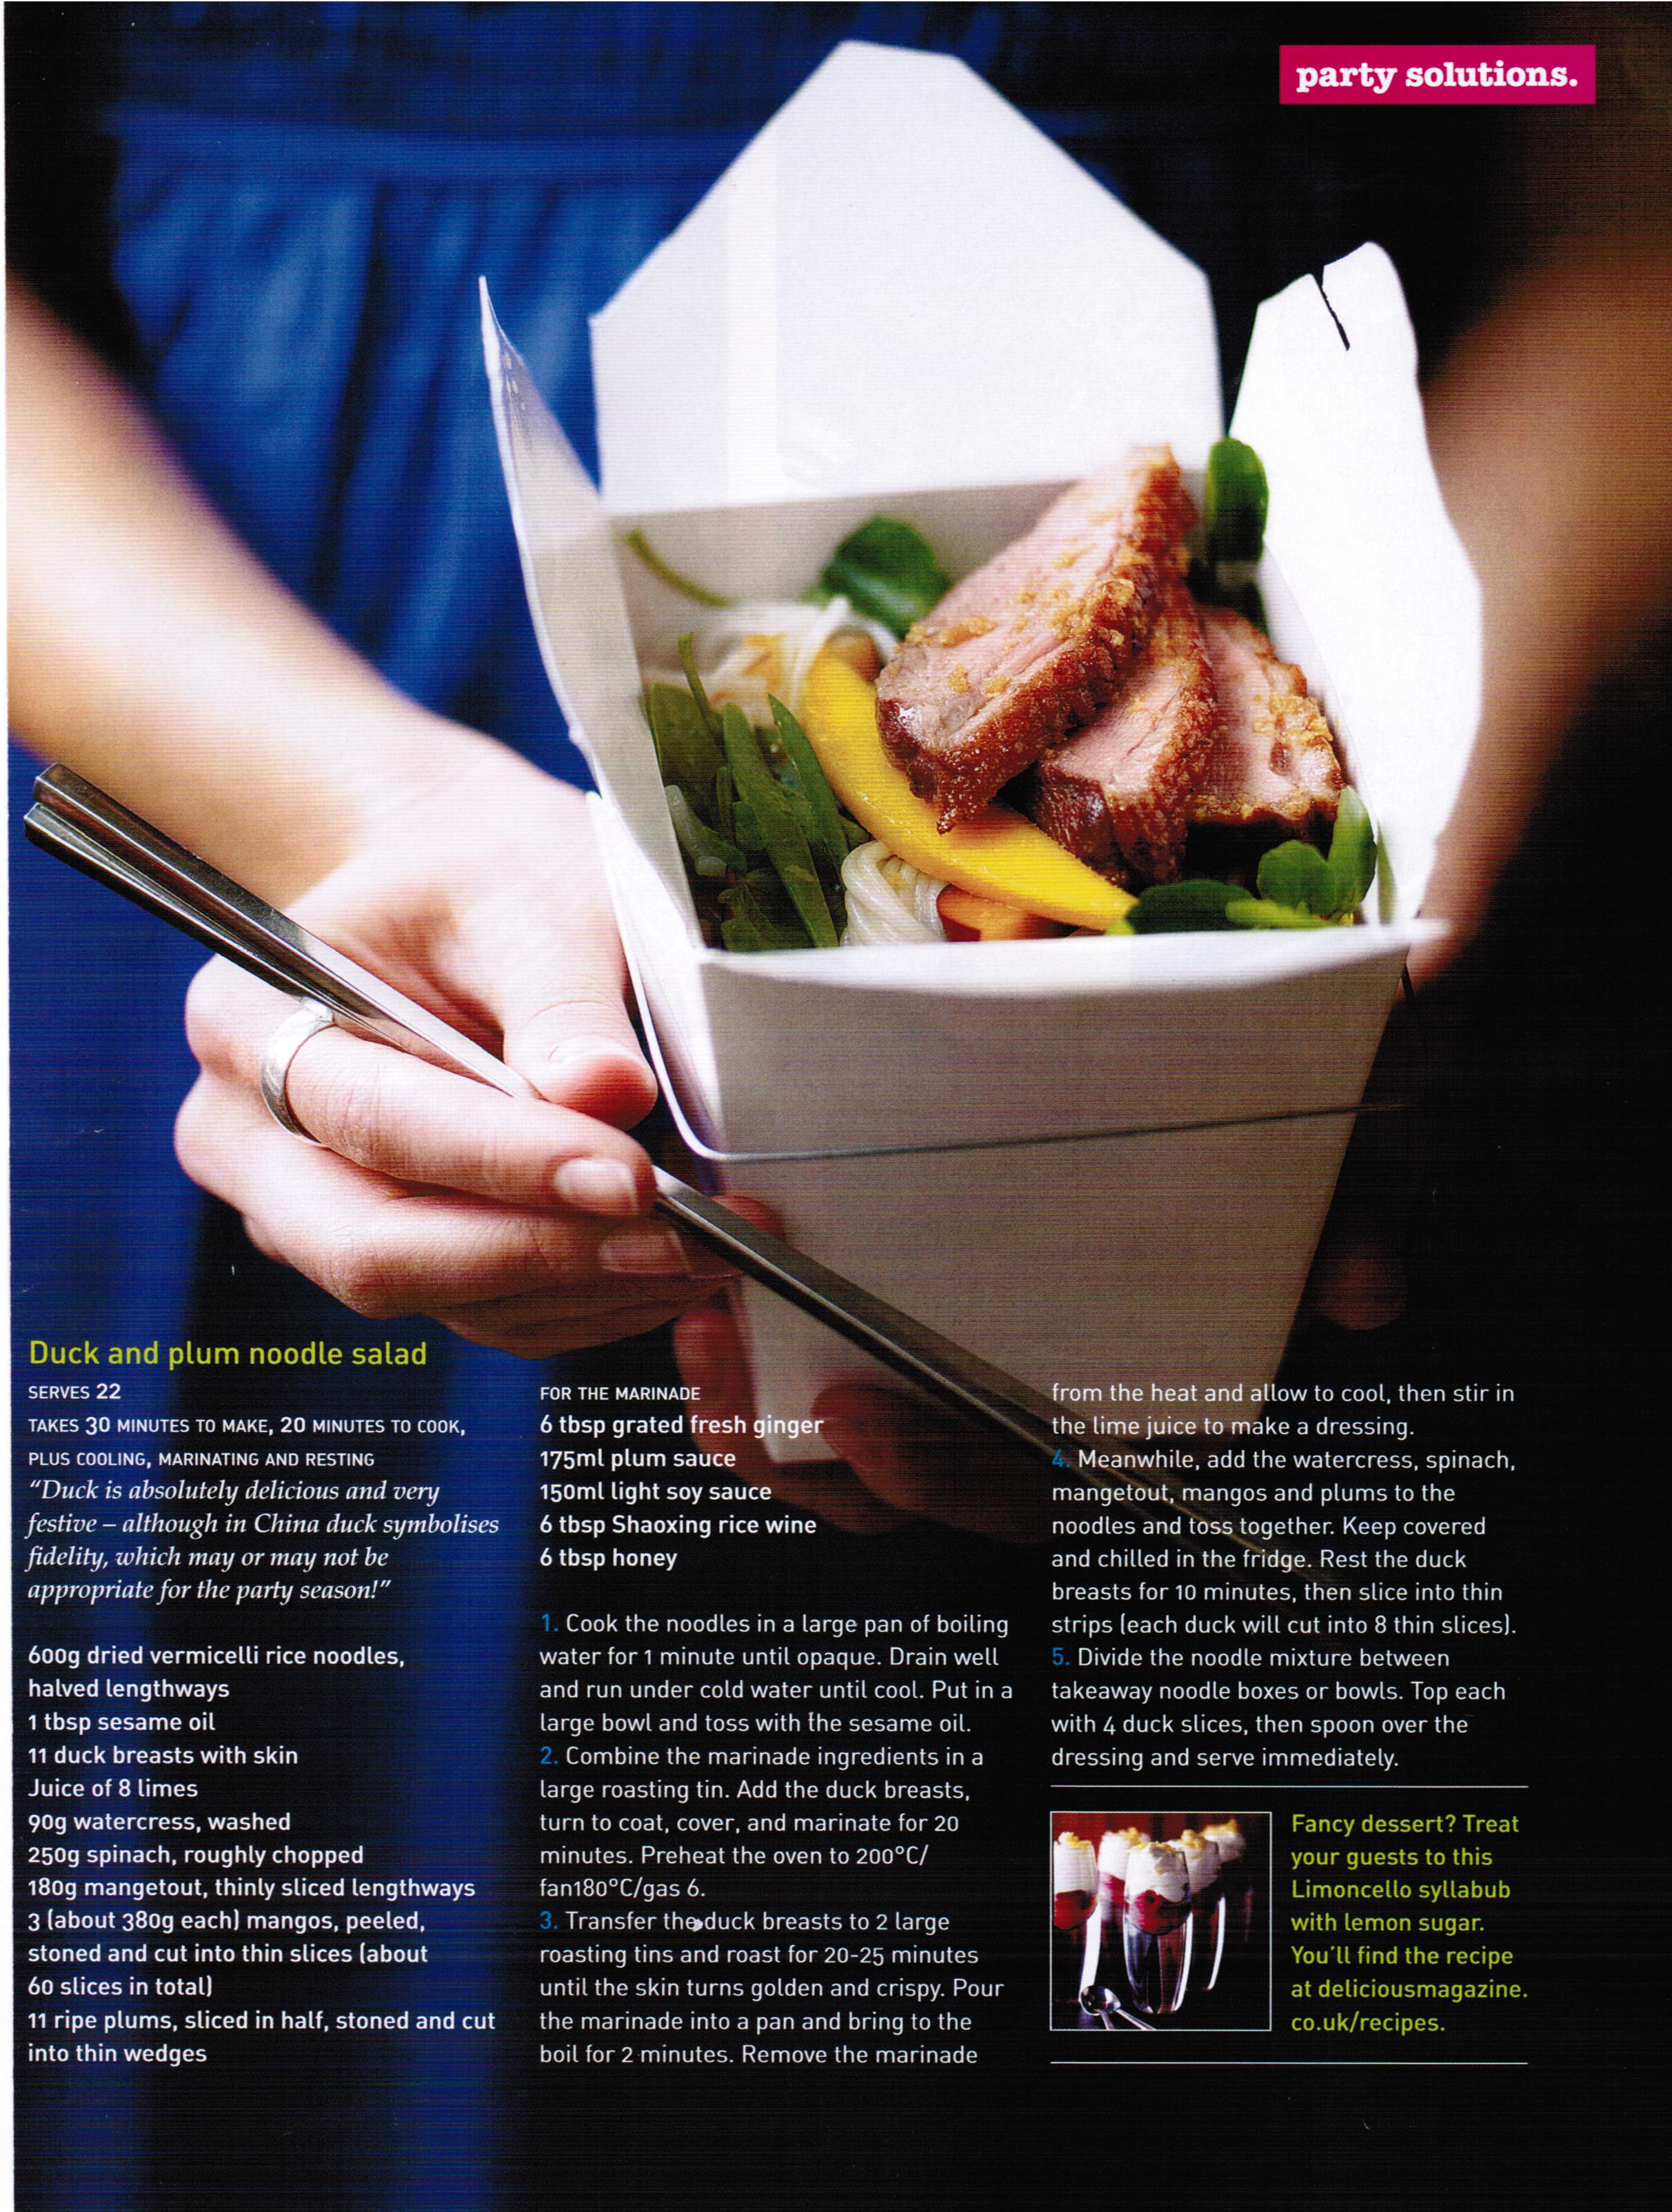 party solutions.
Duck and plum noodle salad
SERVES 22
TAKES 30 MINUTES TO MAKE, 20 MINUTES TO COOK,
PLUS COOLING, MARINATING AND RESTING
“Duck is absolutely delicious and very
festive – although in China duck symbolises
fidelity, which may or may not be
appropriate for the party season!”
600g dried vermicelli rice noodles,
halved lengthways
1 tbsp sesame oil
11 duck breasts with skin
Juice of 8 limes
90g watercress, washed
250g spinach, roughly chopped
180g mangetout, thinly sliced lengthways
3 (about 380g each) mangos, peeled,
stoned and cut into thin slices (about
60 slices in total)
11 ripe plums, sliced in half, stoned and cut
into thin wedges
FOR THE MARINADE
6 tbsp grated fresh ginger
175ml plum sauce
150ml light soy sauce
6 tbsp Shaoxing rice wine
6 tbsp honey
1. Cook the noodles in a large pan of boiling
water for 1 minute until opaque. Drain well
and run under cold water until cool. Put in a
large bowl and toss with the sesame oil.
2. Combine the marinade ingredients in a
large roasting tin. Add the duck breasts,
turn to coat, cover, and marinate for 20
minutes. Preheat the oven to 200°C/
fan180°C/gas 6.
3. Transfer the duck breasts to 2 large
roasting tins and roast for 20-25 minutes
until the skin turns golden and crispy. Pour
the marinade into a pan and bring to the
boil for 2 minutes. Remove the marinade
from the heat and allow to cool, then stir in
the lime juice to make a dressing.
4. Meanwhile, add the watercress, spinach,
mangetout, mangos and plums to the
noodles and toss together. Keep covered
and chilled in the fridge. Rest the duck
breasts for 10 minutes, then slice into thin
strips (each duck will cut into 8 thin slices).
5. Divide the noodle mixture between
takeaway noodle boxes or bowls. Top each
with 4 duck slices, then spoon over the
dressing and serve immediately.
Fancy dessert? Treat
your guests to this
Limoncello syllabub
with lemon sugar.
You’ll find the recipe
at deliciousmagazine.
co.uk/recipes.